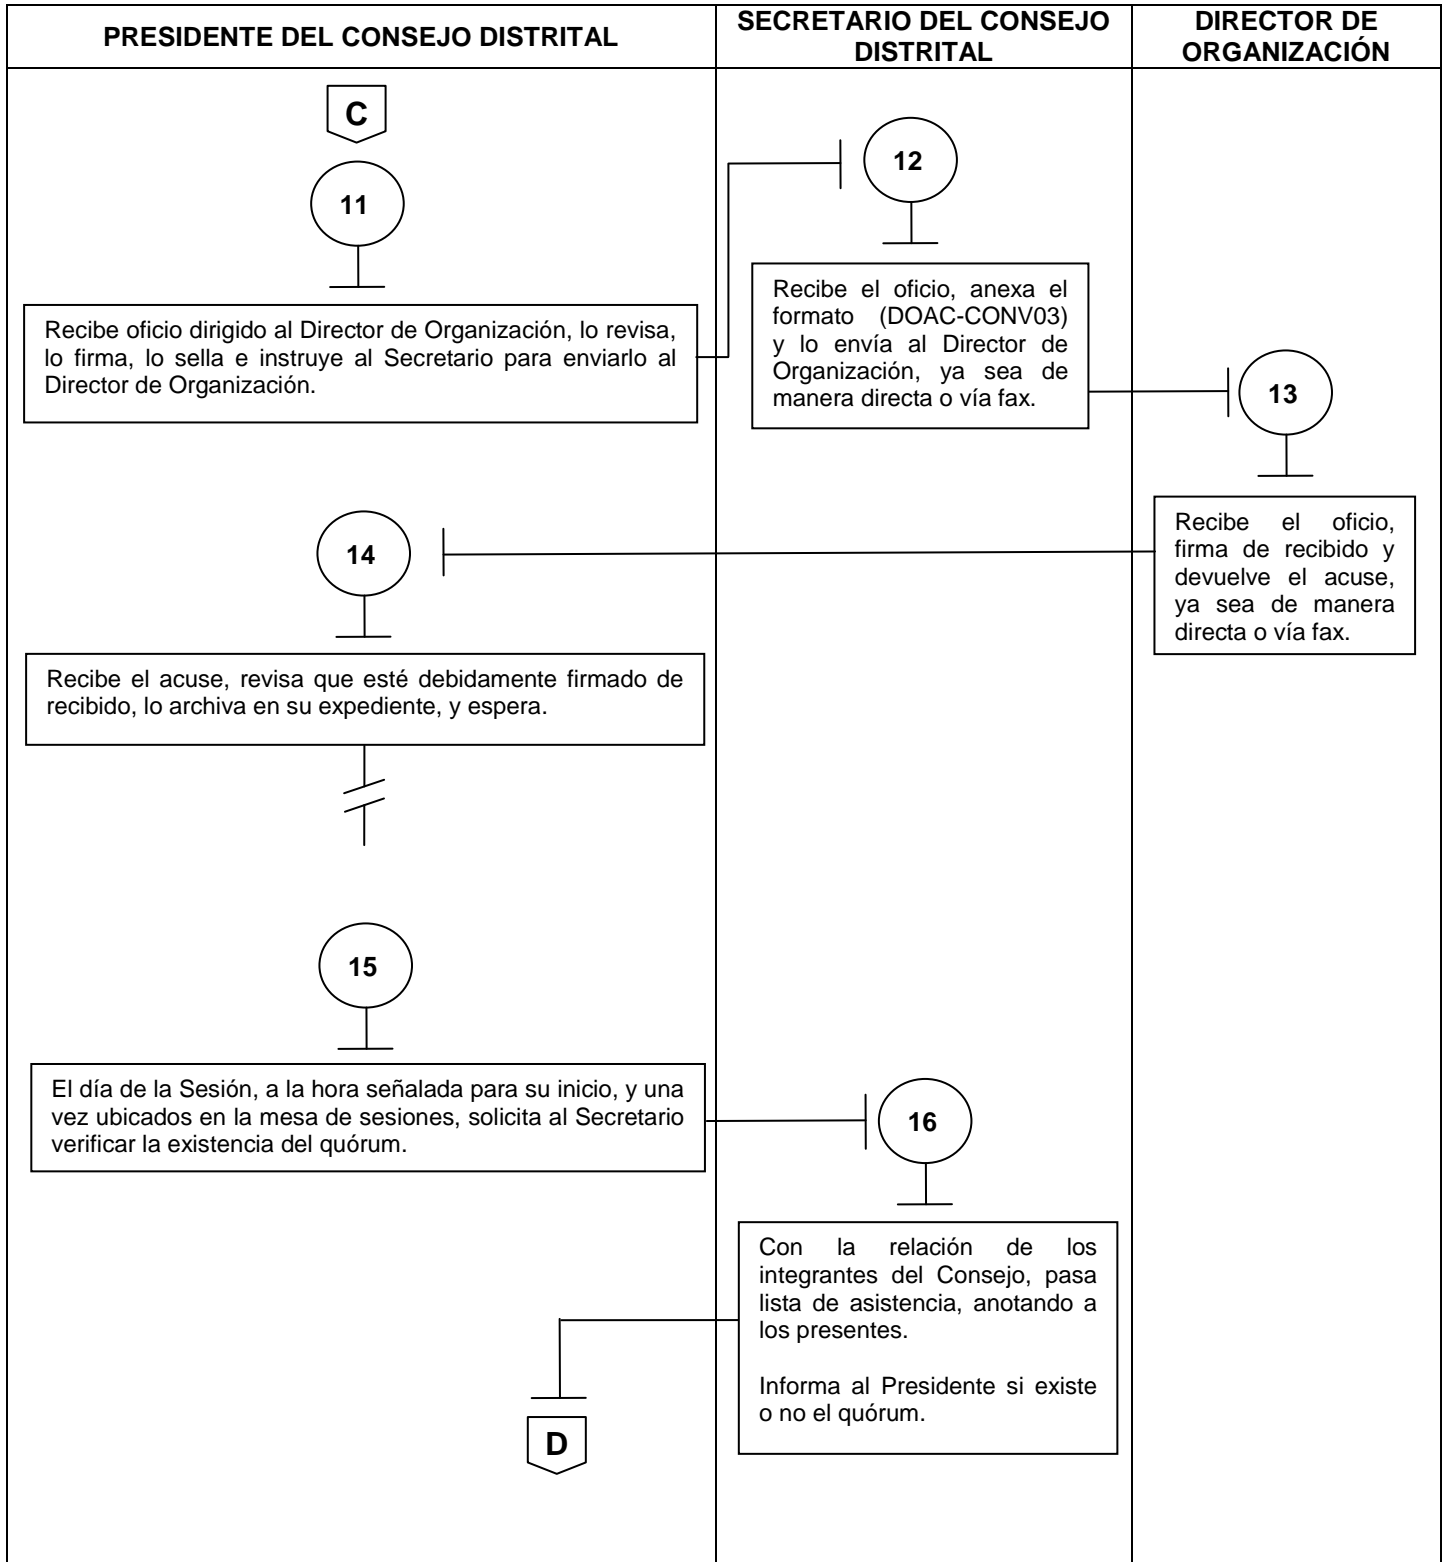 PRESIDENTE DEL CONSEJO DISTRITAL
SECRETARIO DEL CONSEJO
DISTRITAL
DIRECTOR DE
ORGANIZACIÓN
C
11
Recibe oficio dirigido al Director de Organización, lo revisa,
lo firma, lo sella e instruye al Secretario para enviarlo al
Director de Organización.
12
Recibe el oficio, anexa el
formato (DOAC-CONV03)
y lo envía al Director de
Organización, ya sea de
manera directa o vía fax.
13
Recibe el oficio,
firma de recibido y
devuelve el acuse,
ya sea de manera
directa o vía fax.
14
Recibe el acuse, revisa que esté debidamente firmado de
recibido, lo archiva en su expediente, y espera.
15
El día de la Sesión, a la hora señalada para su inicio, y una
vez ubicados en la mesa de sesiones, solicita al Secretario
verificar la existencia del quórum.
16
Con la relación de los
integrantes del Consejo, pasa
lista de asistencia, anotando a
los presentes.
Informa al Presidente si existe
o no el quórum.
D